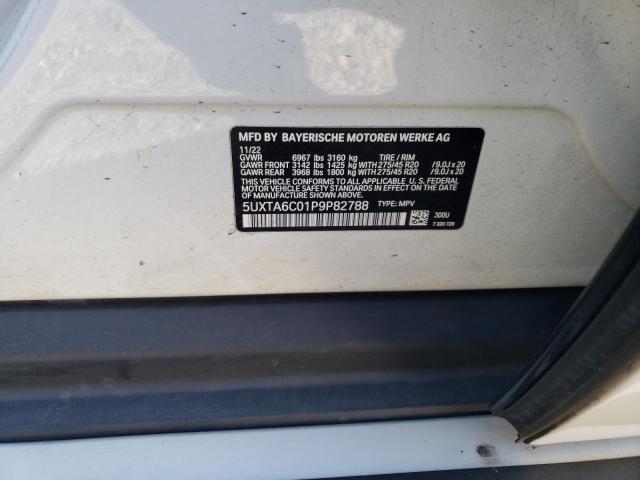 MFD BY BAYERISCHE MOTOREN WERKE AG
11/22
GVWR 6967 lbs 3160 kg TIRE / RIM
GAWR FRONT 3142 lbs 1425 kg WITH 275/45 R20 /9.0J x 20
GAWR REAR 3968 lbs 1800 kg WITH 275/45 R20 /9.0J x 20
THIS VEHICLE CONFORMS TO ALL APPLICABLE U. S. FEDERAL
MOTOR VEHICLE SAFETY STANDARDS IN EFFECT ON THE DATE OF
MANUFACTURE SHOWN ABOVE.
5UXTA6C01P9P82788 TYPE: MPV
300U
7 320 729